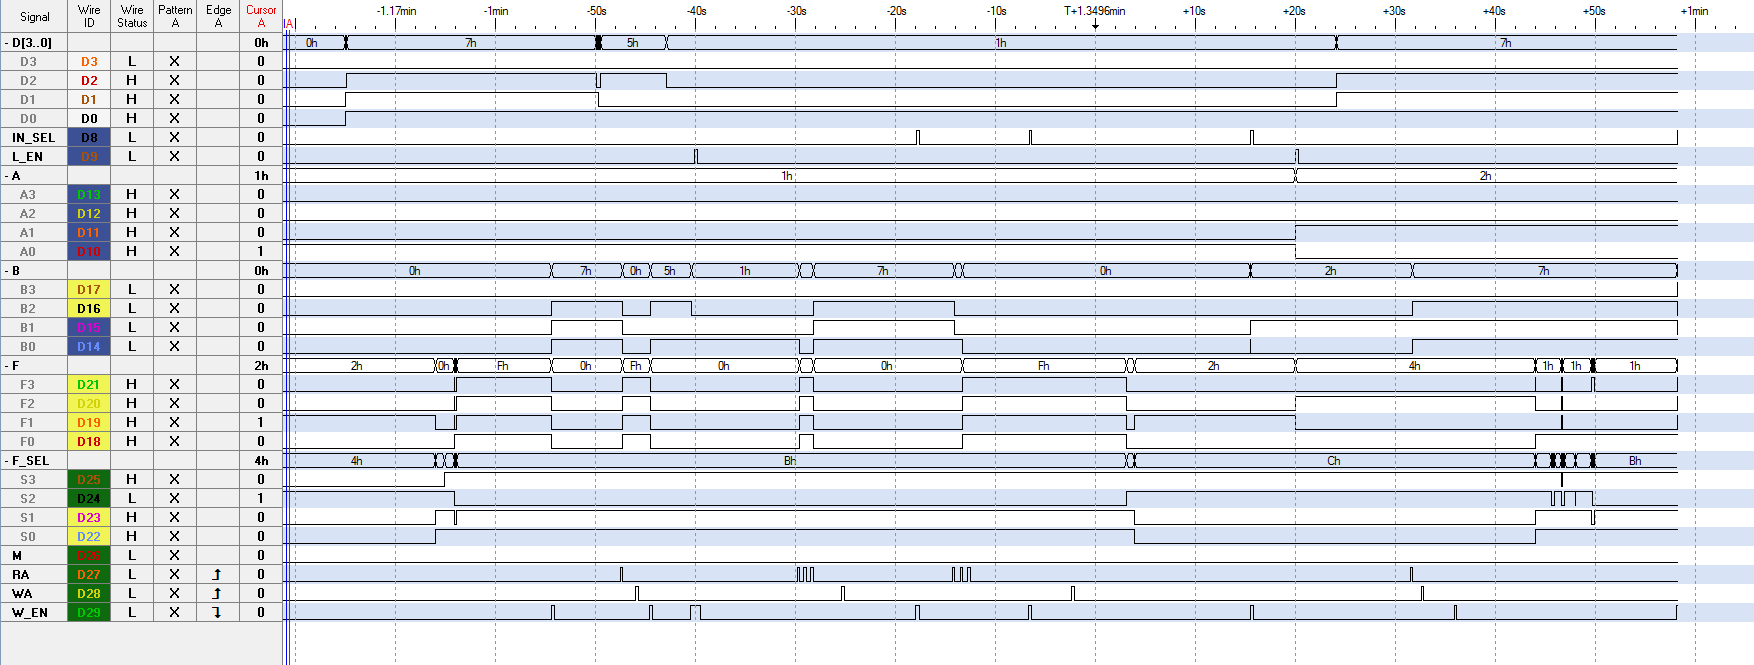 Signal Wire ID Wire Status Pattern A Edge A Cursor A
-1.17min -1min -50s -40s -30s -20s -10s T+1.3496min +10s +20s +30s +40s +50s +1min
A
- D[3..0] 0h 0h 7h 5h 1h 7h
D3 D3 L X 0
D2 D2 H X 0
D1 D1 H X 0
D0 D0 H X 0
IN_SEL D8 L X 0
L_EN D9 L X 0
- A 1h 1h 2h
A3 D13 H X 0
A2 D12 H X 0
A1 D11 H X 0
A0 D10 H X 1
- B 0h 0h 7h 0h 5h 1h 7h 0h 2h 7h
B3 D17 L X 0
B2 D16 L X 0
B1 D15 L X 0
B0 D14 L X 0
- F 2h 2h 0h Fh 0h Fh 0h 0h Fh 2h 4h 1h 1h 1h
F3 D21 H X 0
F2 D20 H X 0
F1 D19 H X 1
F0 D18 H X 0
- F_SEL 4h 4h Bh Ch Bh
S3 D25 H X 0
S2 D24 L X 1
S1 D23 H X 0
S0 D22 H X 0
M D26 L X 0
RA D27 L X 0
WA D28 L X 0
W_EN D29 L X 0